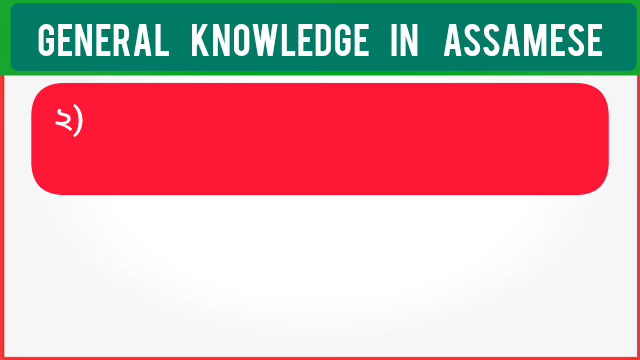 GENERAL KNOWLEDGE IN ASSAMESE
২)